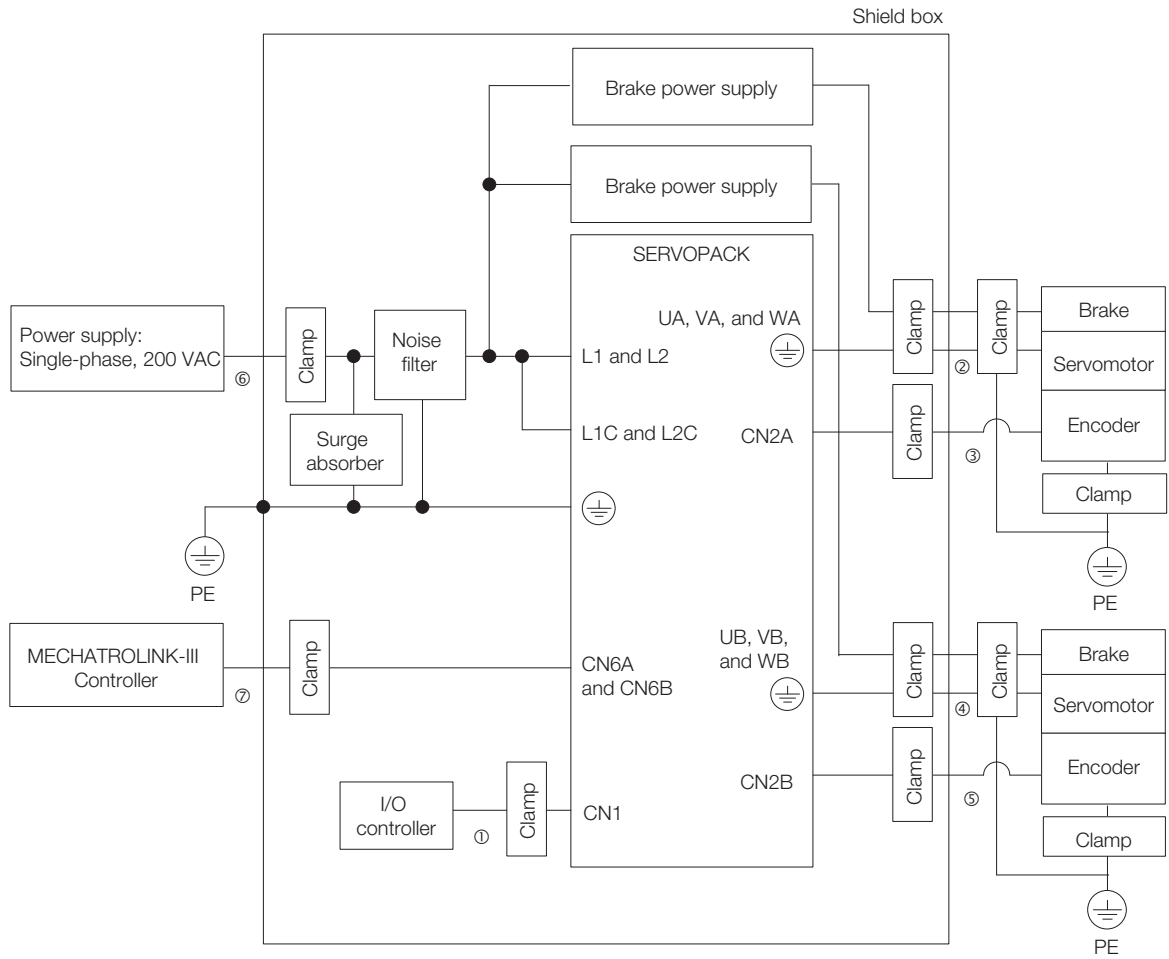 Shield box
Brake power supply
Brake power supply
SERVOPACK
Power supply:
Single-phase, 200 VAC
⑥
Clamp
Noise
filter
Surge
absorber
L1 and L2
L1C and L2C
UA, VA, and WA
CN2A
Clamp
Clamp
②
Clamp
③
Brake
Servomotor
Encoder
Clamp
PE
PE
MECHATROLINK-III
Controller
⑦
Clamp
CN6A
and CN6B
UB, VB,
and WB
CN2B
Clamp
Clamp
④
Clamp
⑤
Brake
Servomotor
Encoder
Clamp
PE
I/O
controller
①
Clamp
CN1